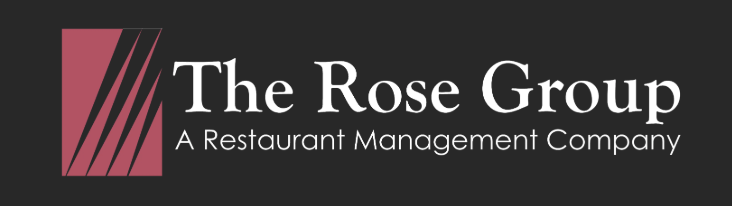 The Rose Group
A Restaurant Management Company